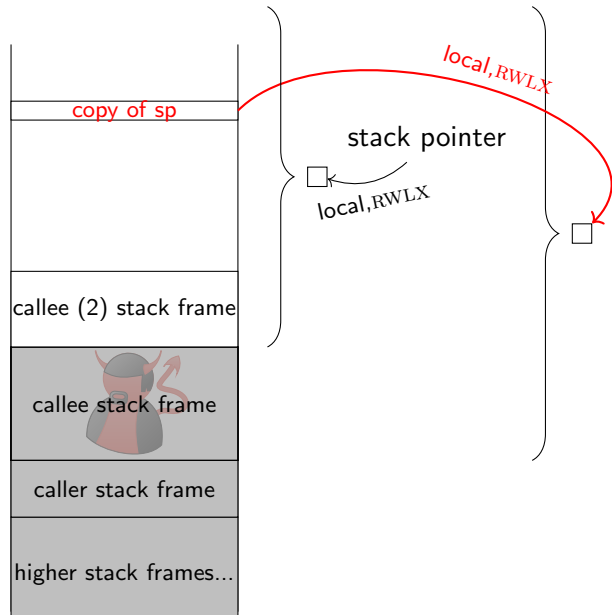 local,RWLX
copy of sp
stack pointer
local,RWLX
callee (2) stack frame
callee stack frame
caller stack frame
higher stack frames...